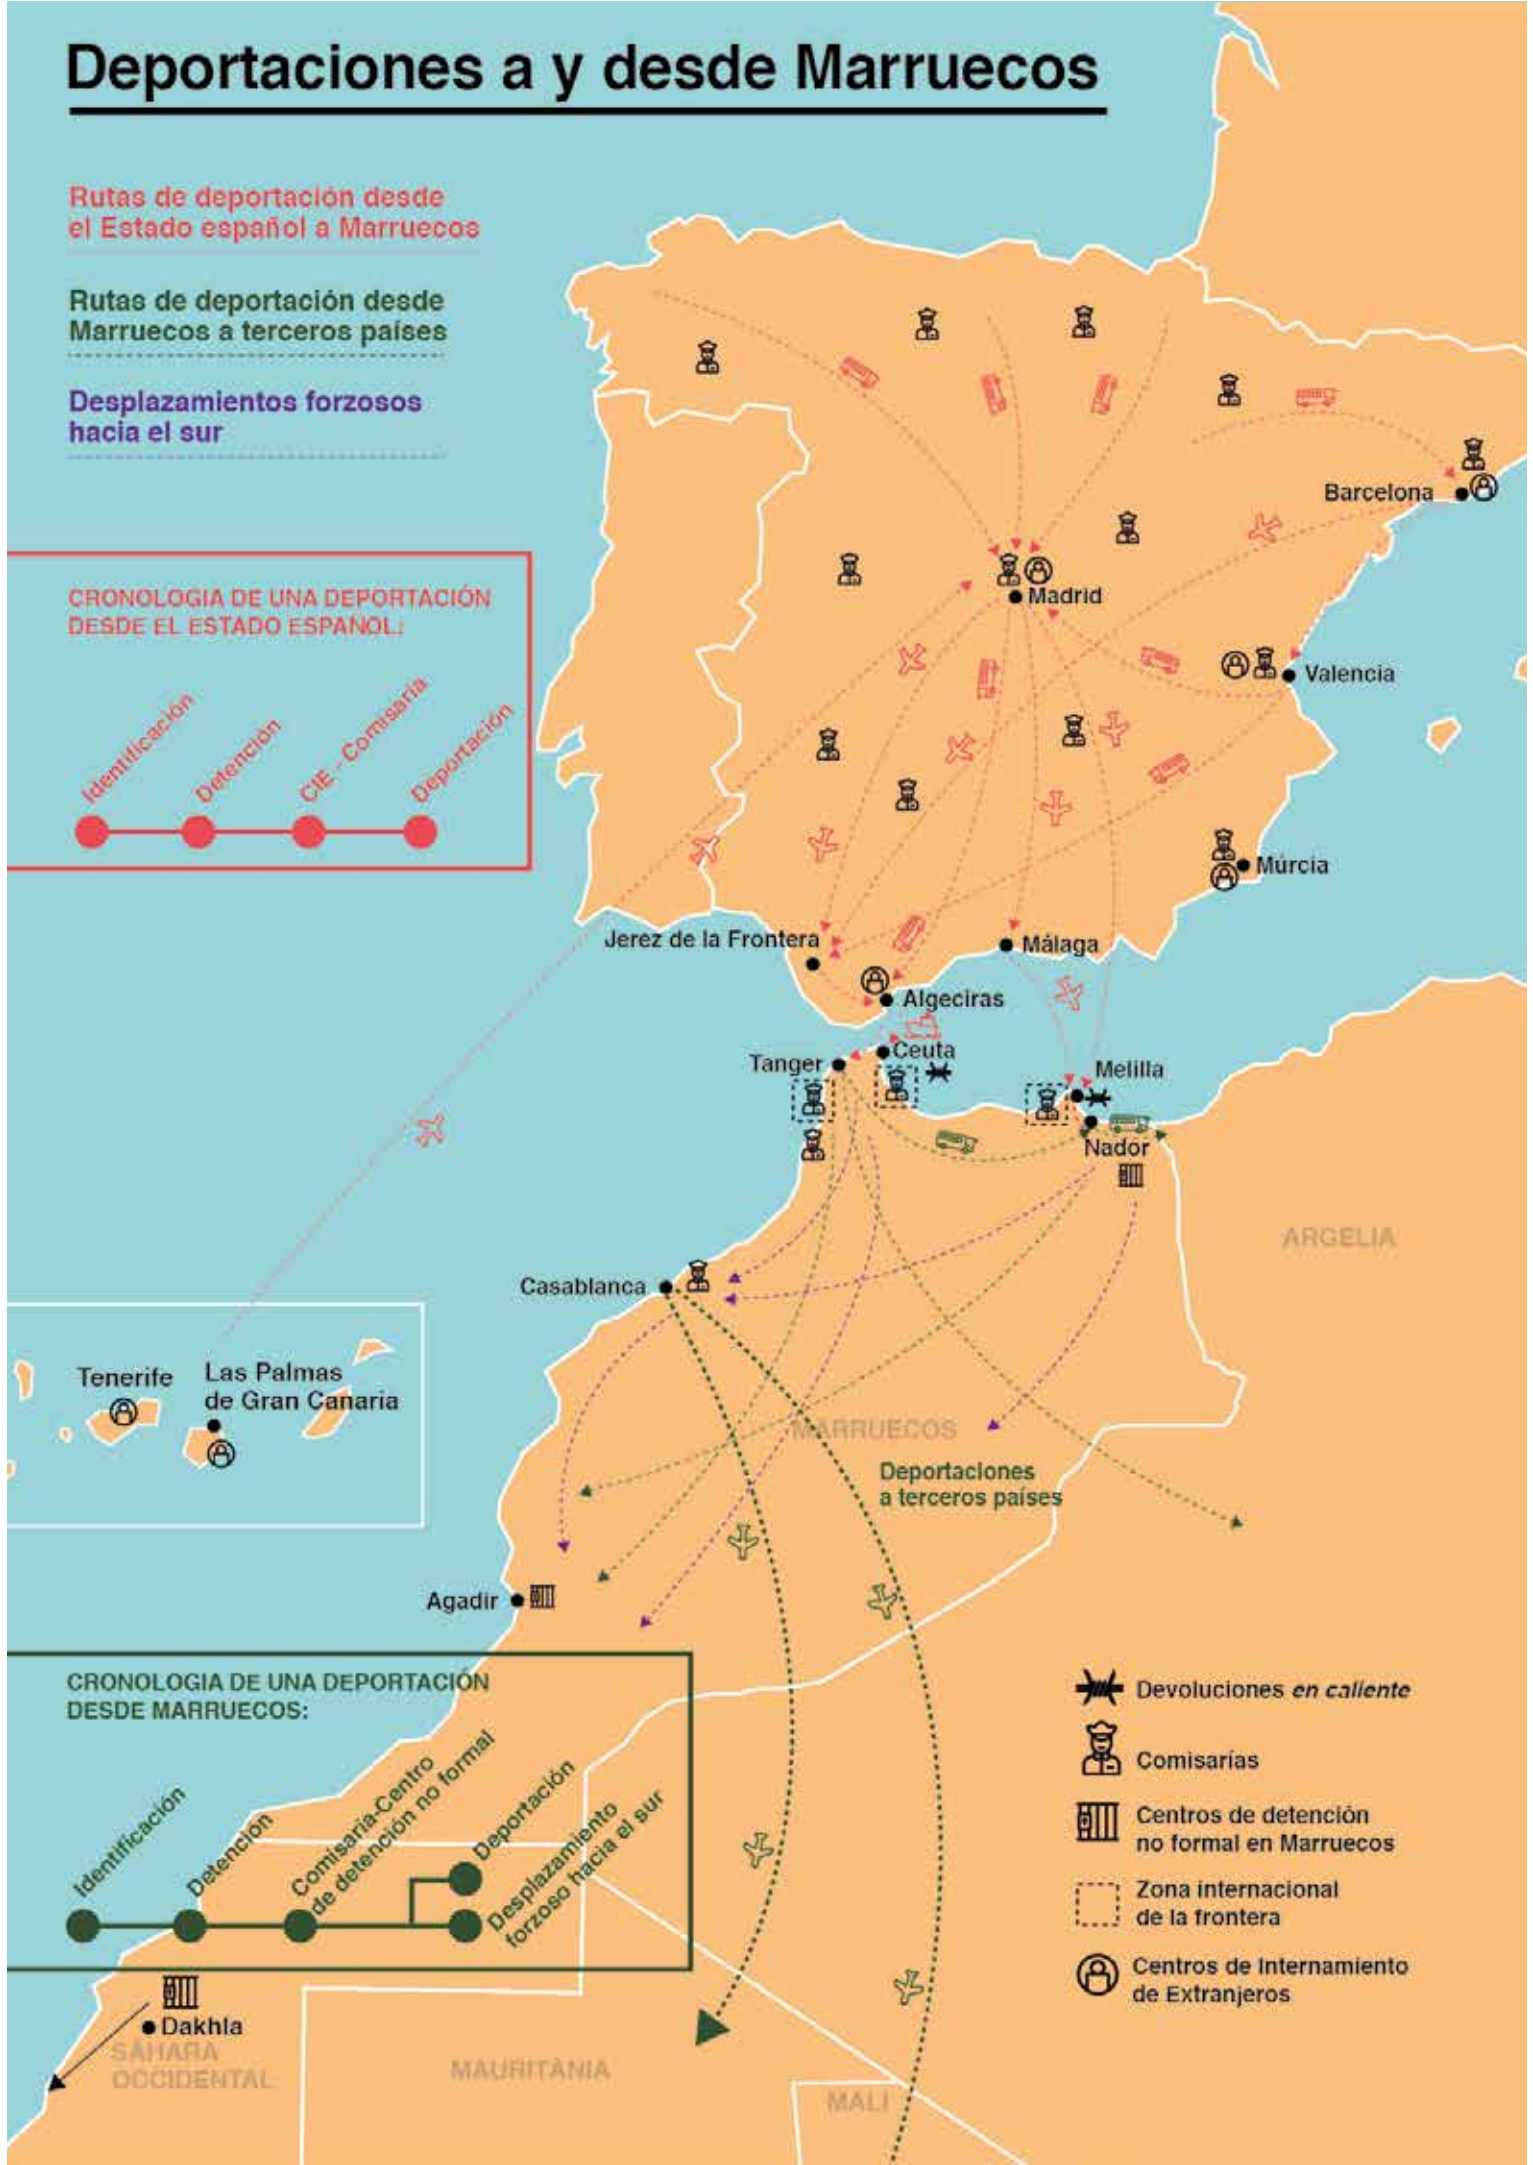 Deportaciones a y desde Marruecos
Rutas de deportación desde
el Estado español a Marruecos
Rutas de deportación desde
Marruecos a terceros países
Desplazamientos forzosos
hacia el sur
CRONOLOGIA DE UNA DEPORTACIÓN
DESDE EL ESTADO ESPAÑOL:
Identificación
Detención
CIE - Comisaría
Deportación
Barcelona
Madrid
Valencia
Múrcia
Jerez de la Frontera
Málaga
Algeciras
Ceuta
Tanger
Melilla
Nador
ARGELIA
Casablanca
Tenerife
Las Palmas
de Gran Canaria
MARRUECOS
Deportaciones
a terceros países
Agadir
CRONOLOGIA DE UNA DEPORTACIÓN
DESDE MARRUECOS:
Identificación
Detención
Comisaría-Centro
de detención no formal
Deportación
Desplazamiento
forzoso hacia el sur
Devoluciones en caliente
Comisarías
Centros de detención
no formal en Marruecos
Zona internacional
de la frontera
Centros de Internamiento
de Extranjeros
Dakhla
SÁHARA
OCCIDENTAL
MAURITÀNIA
MALI